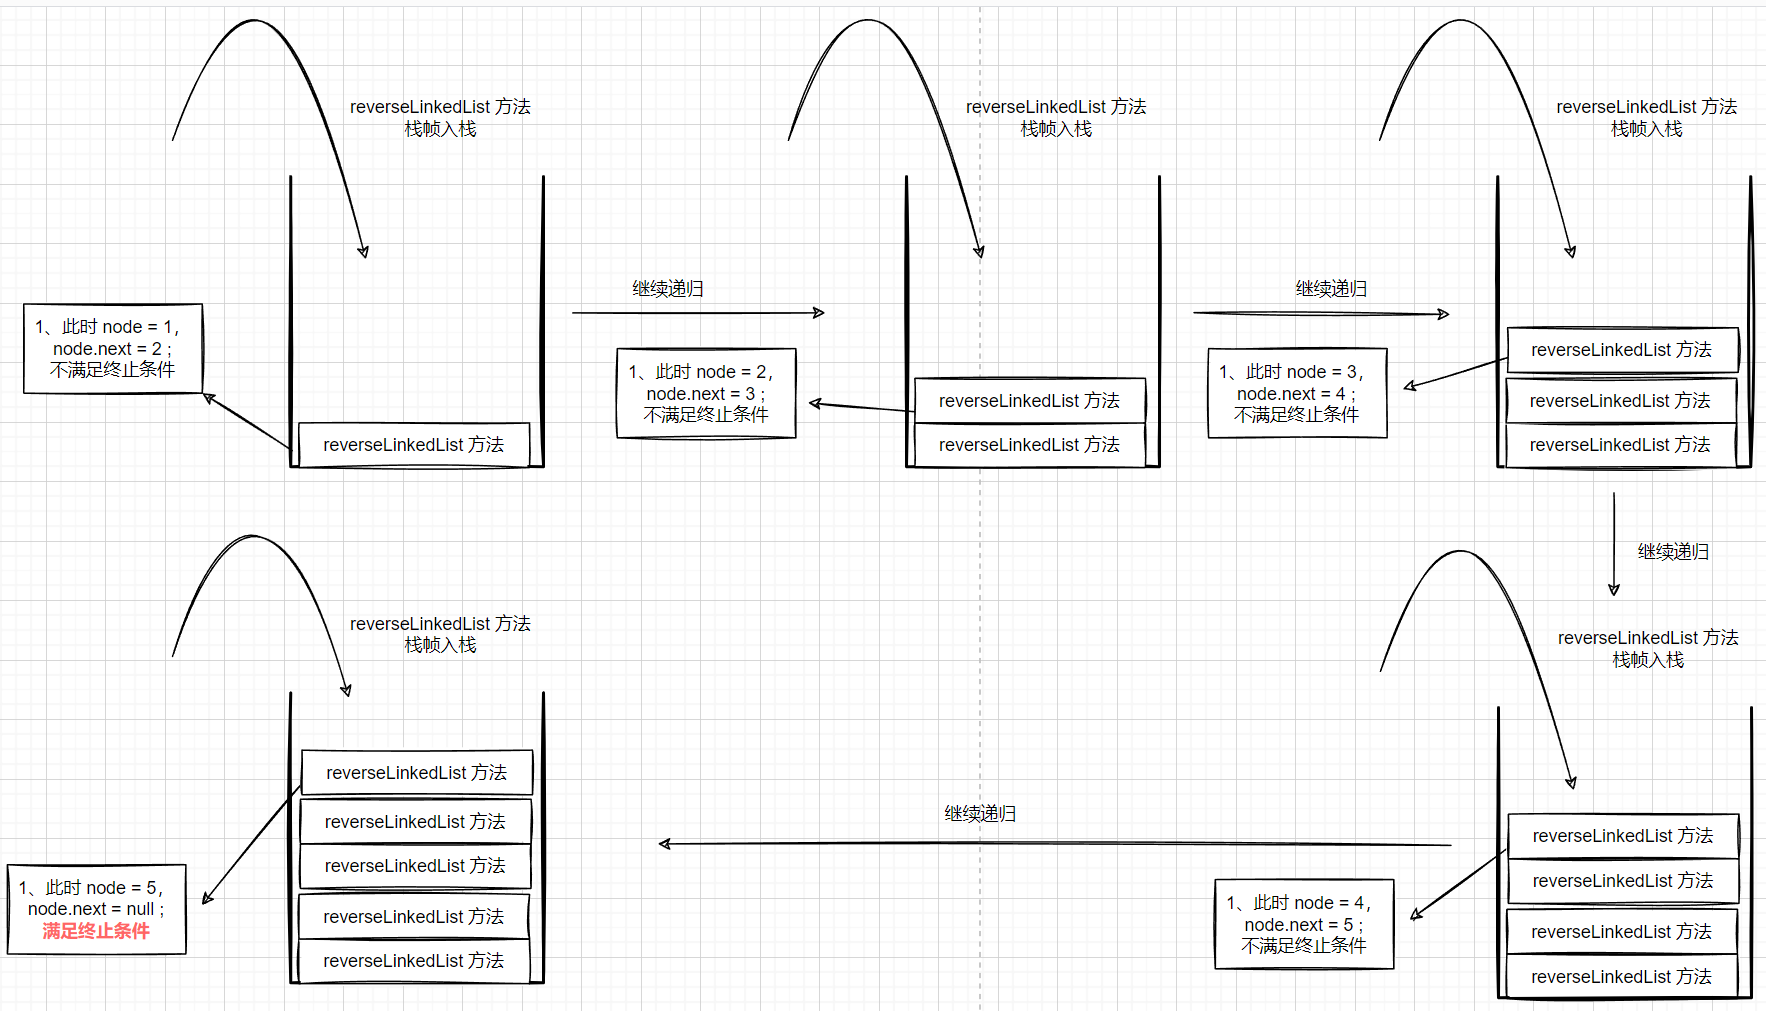 reverseLinkedList 方法
栈帧入栈
1、此时 node = 1，
node.next = 2 ;
不满足终止条件
reverseLinkedList 方法
继续递归
reverseLinkedList 方法
栈帧入栈
1、此时 node = 2，
node.next = 3 ;
不满足终止条件
reverseLinkedList 方法
reverseLinkedList 方法
继续递归
reverseLinkedList 方法
栈帧入栈
1、此时 node = 3，
node.next = 4 ;
不满足终止条件
reverseLinkedList 方法
reverseLinkedList 方法
reverseLinkedList 方法
继续递归
reverseLinkedList 方法
栈帧入栈
1、此时 node = 4，
node.next = 5 ;
不满足终止条件
reverseLinkedList 方法
reverseLinkedList 方法
reverseLinkedList 方法
reverseLinkedList 方法
继续递归
reverseLinkedList 方法
栈帧入栈
1、此时 node = 5，
node.next = null ;
满足终止条件
reverseLinkedList 方法
reverseLinkedList 方法
reverseLinkedList 方法
reverseLinkedList 方法
reverseLinkedList 方法